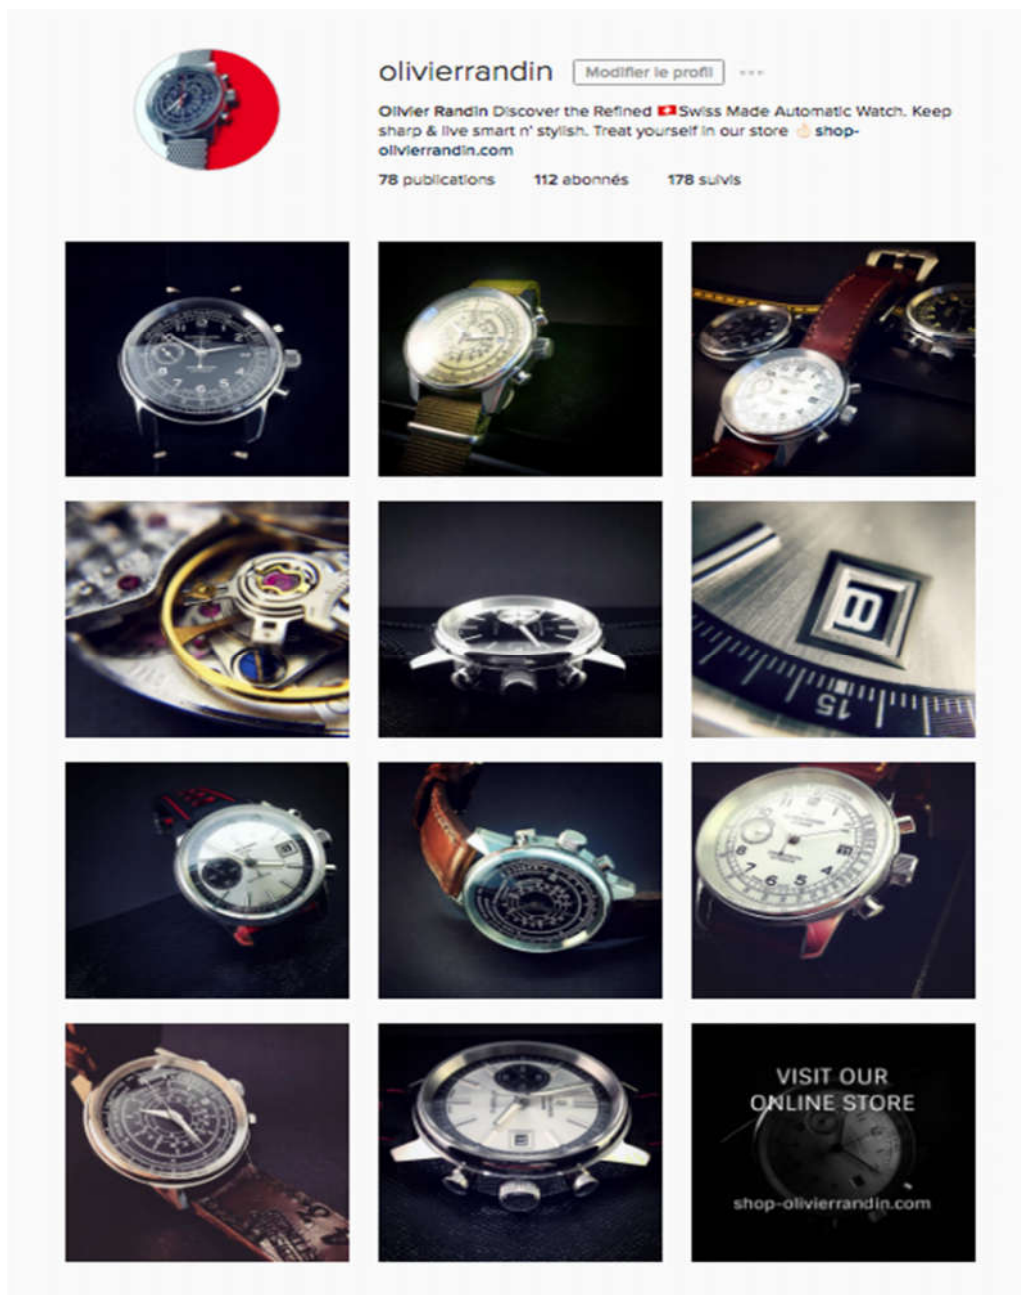 olivierrandin Modifier le profil
Olivier Randin Discover the Refined 🇨🇭Swiss Made Automatic Watch. Keep
sharp & live smart n' stylish. Treat yourself in our store 👌🏻 shop-
olivierrandin.com
78 publications 112 abonnés 178 suivis
15
VISIT OUR
ONLINE STORE
shop-olivierrandin.com